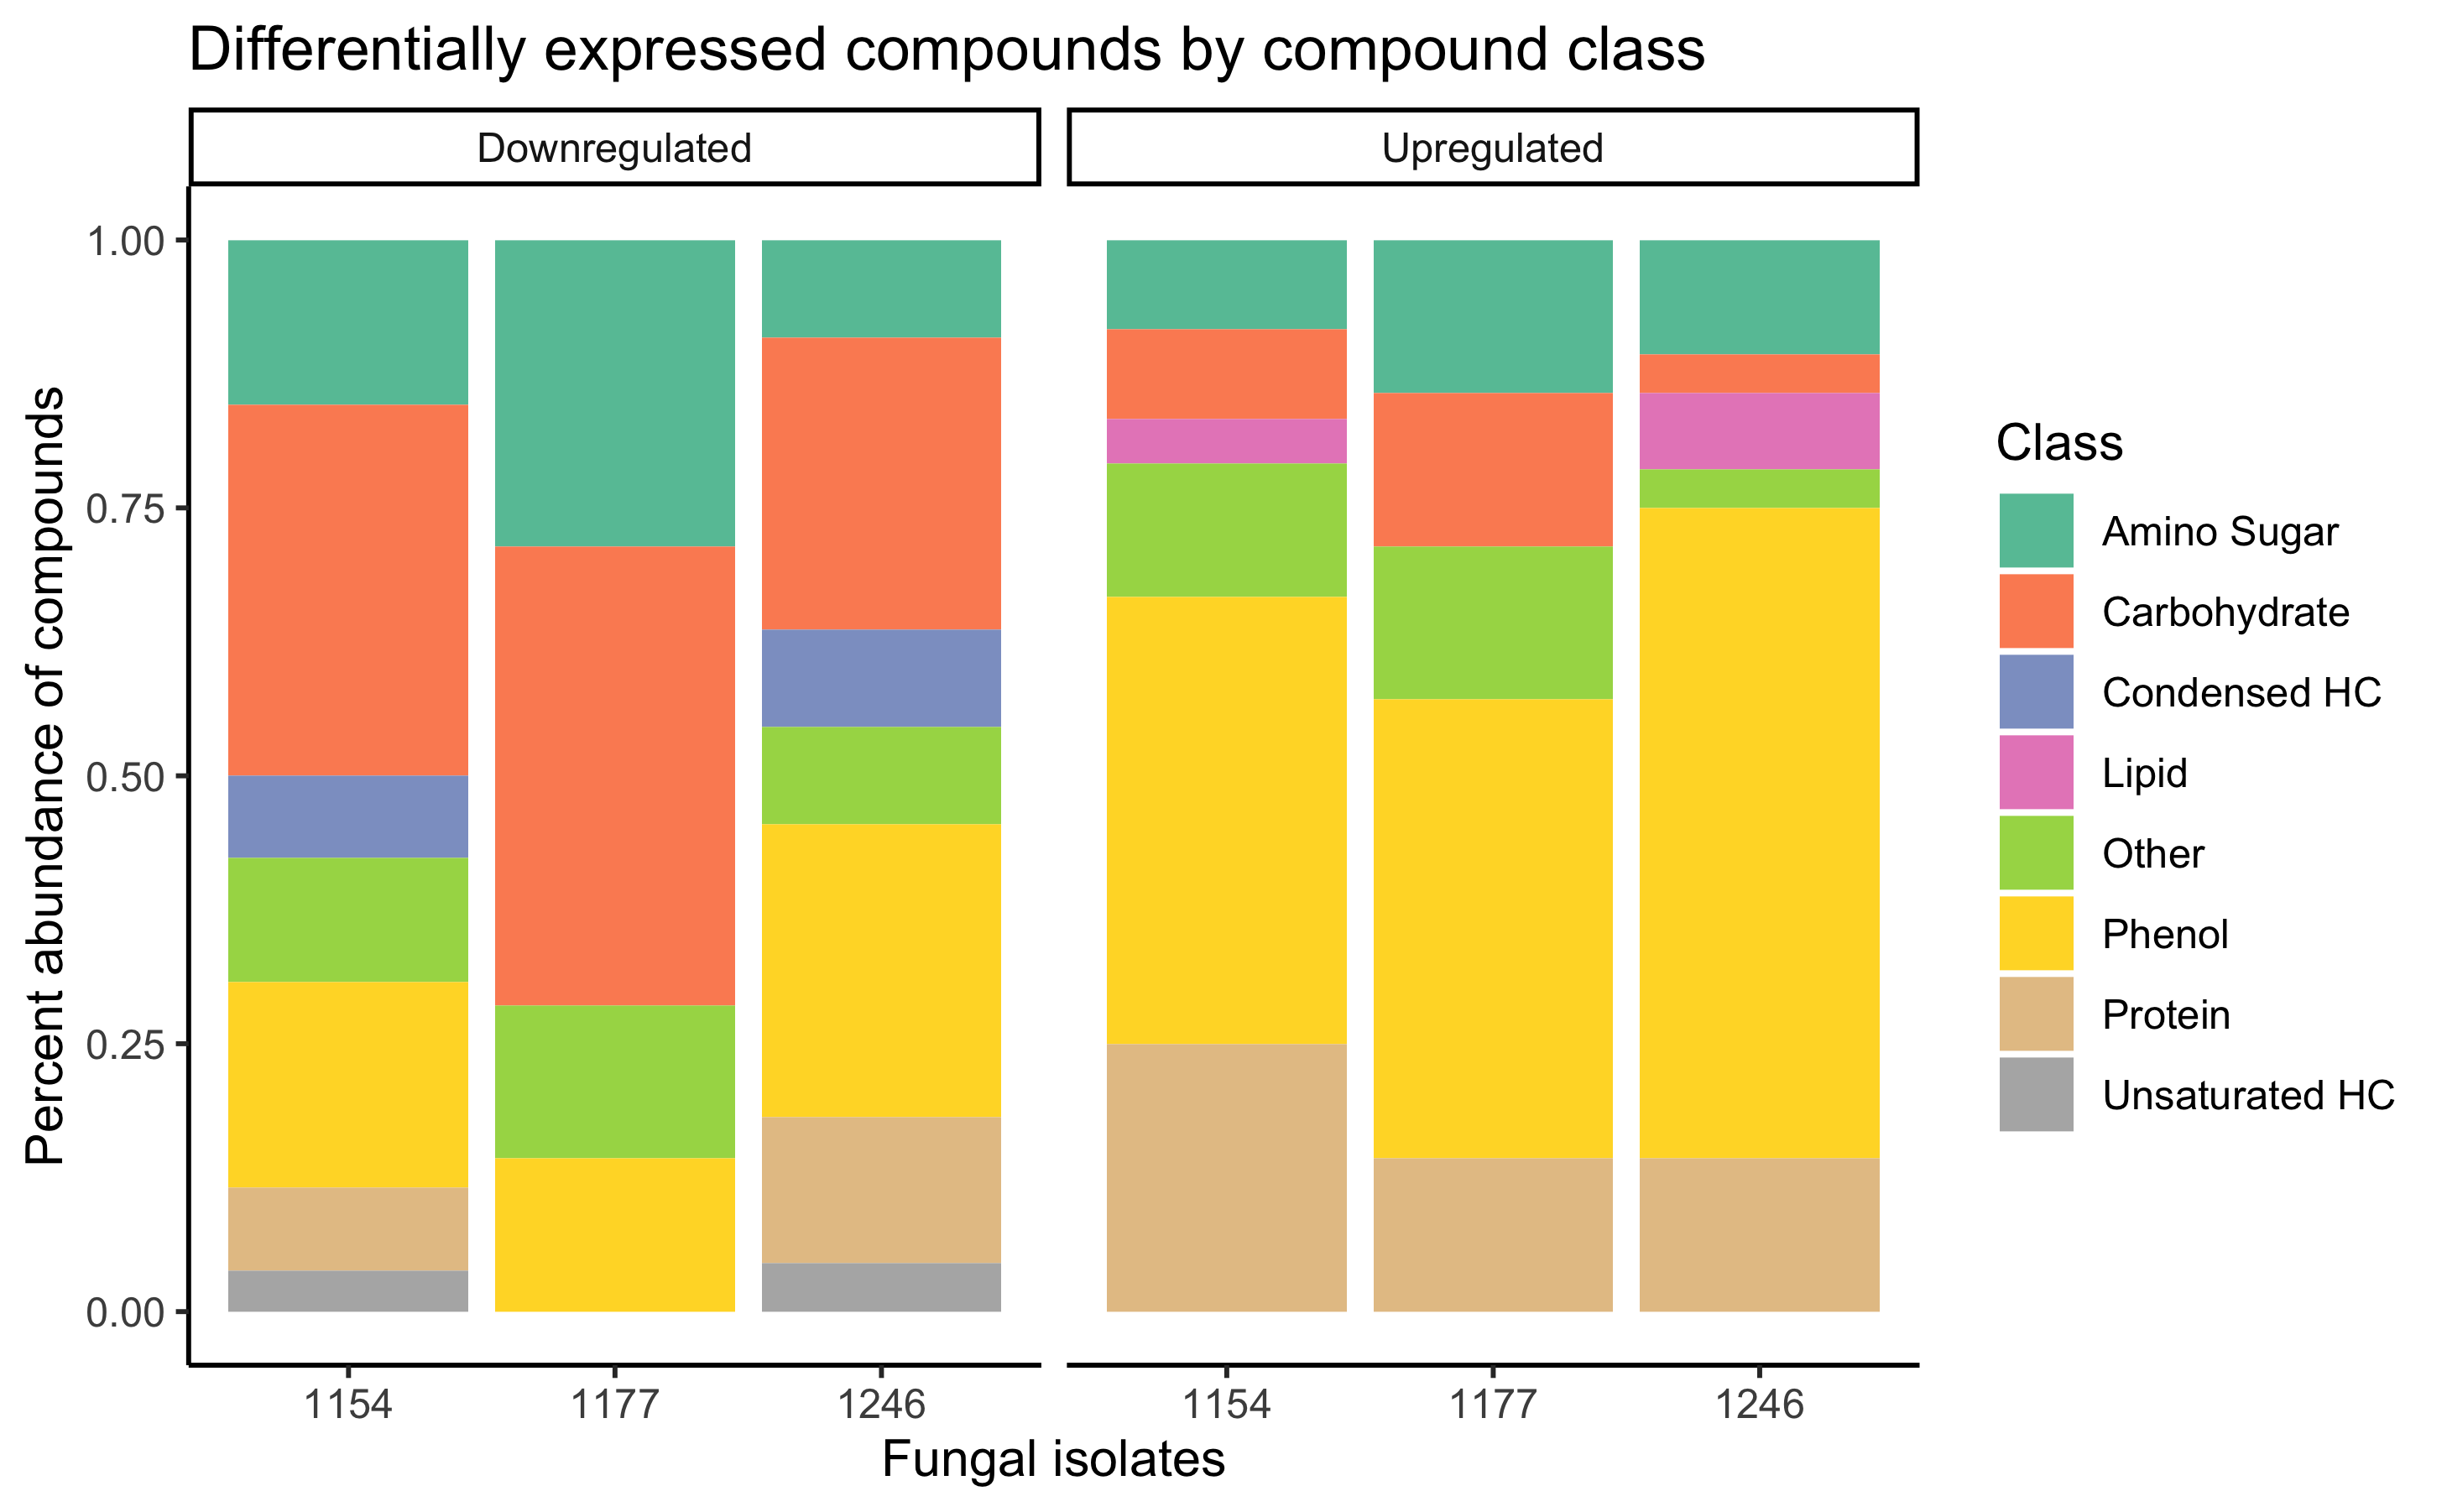 Differentially expressed compounds by compound class
Downregulated
Upregulated
Percent abundance of compounds
1.00
0.75
0.50
0.25
0.00
1154
1177
1246
1154
1177
1246
Fungal isolates
Class
Amino Sugar
Carbohydrate
Condensed HC
Lipid
Other
Phenol
Protein
Unsaturated HC